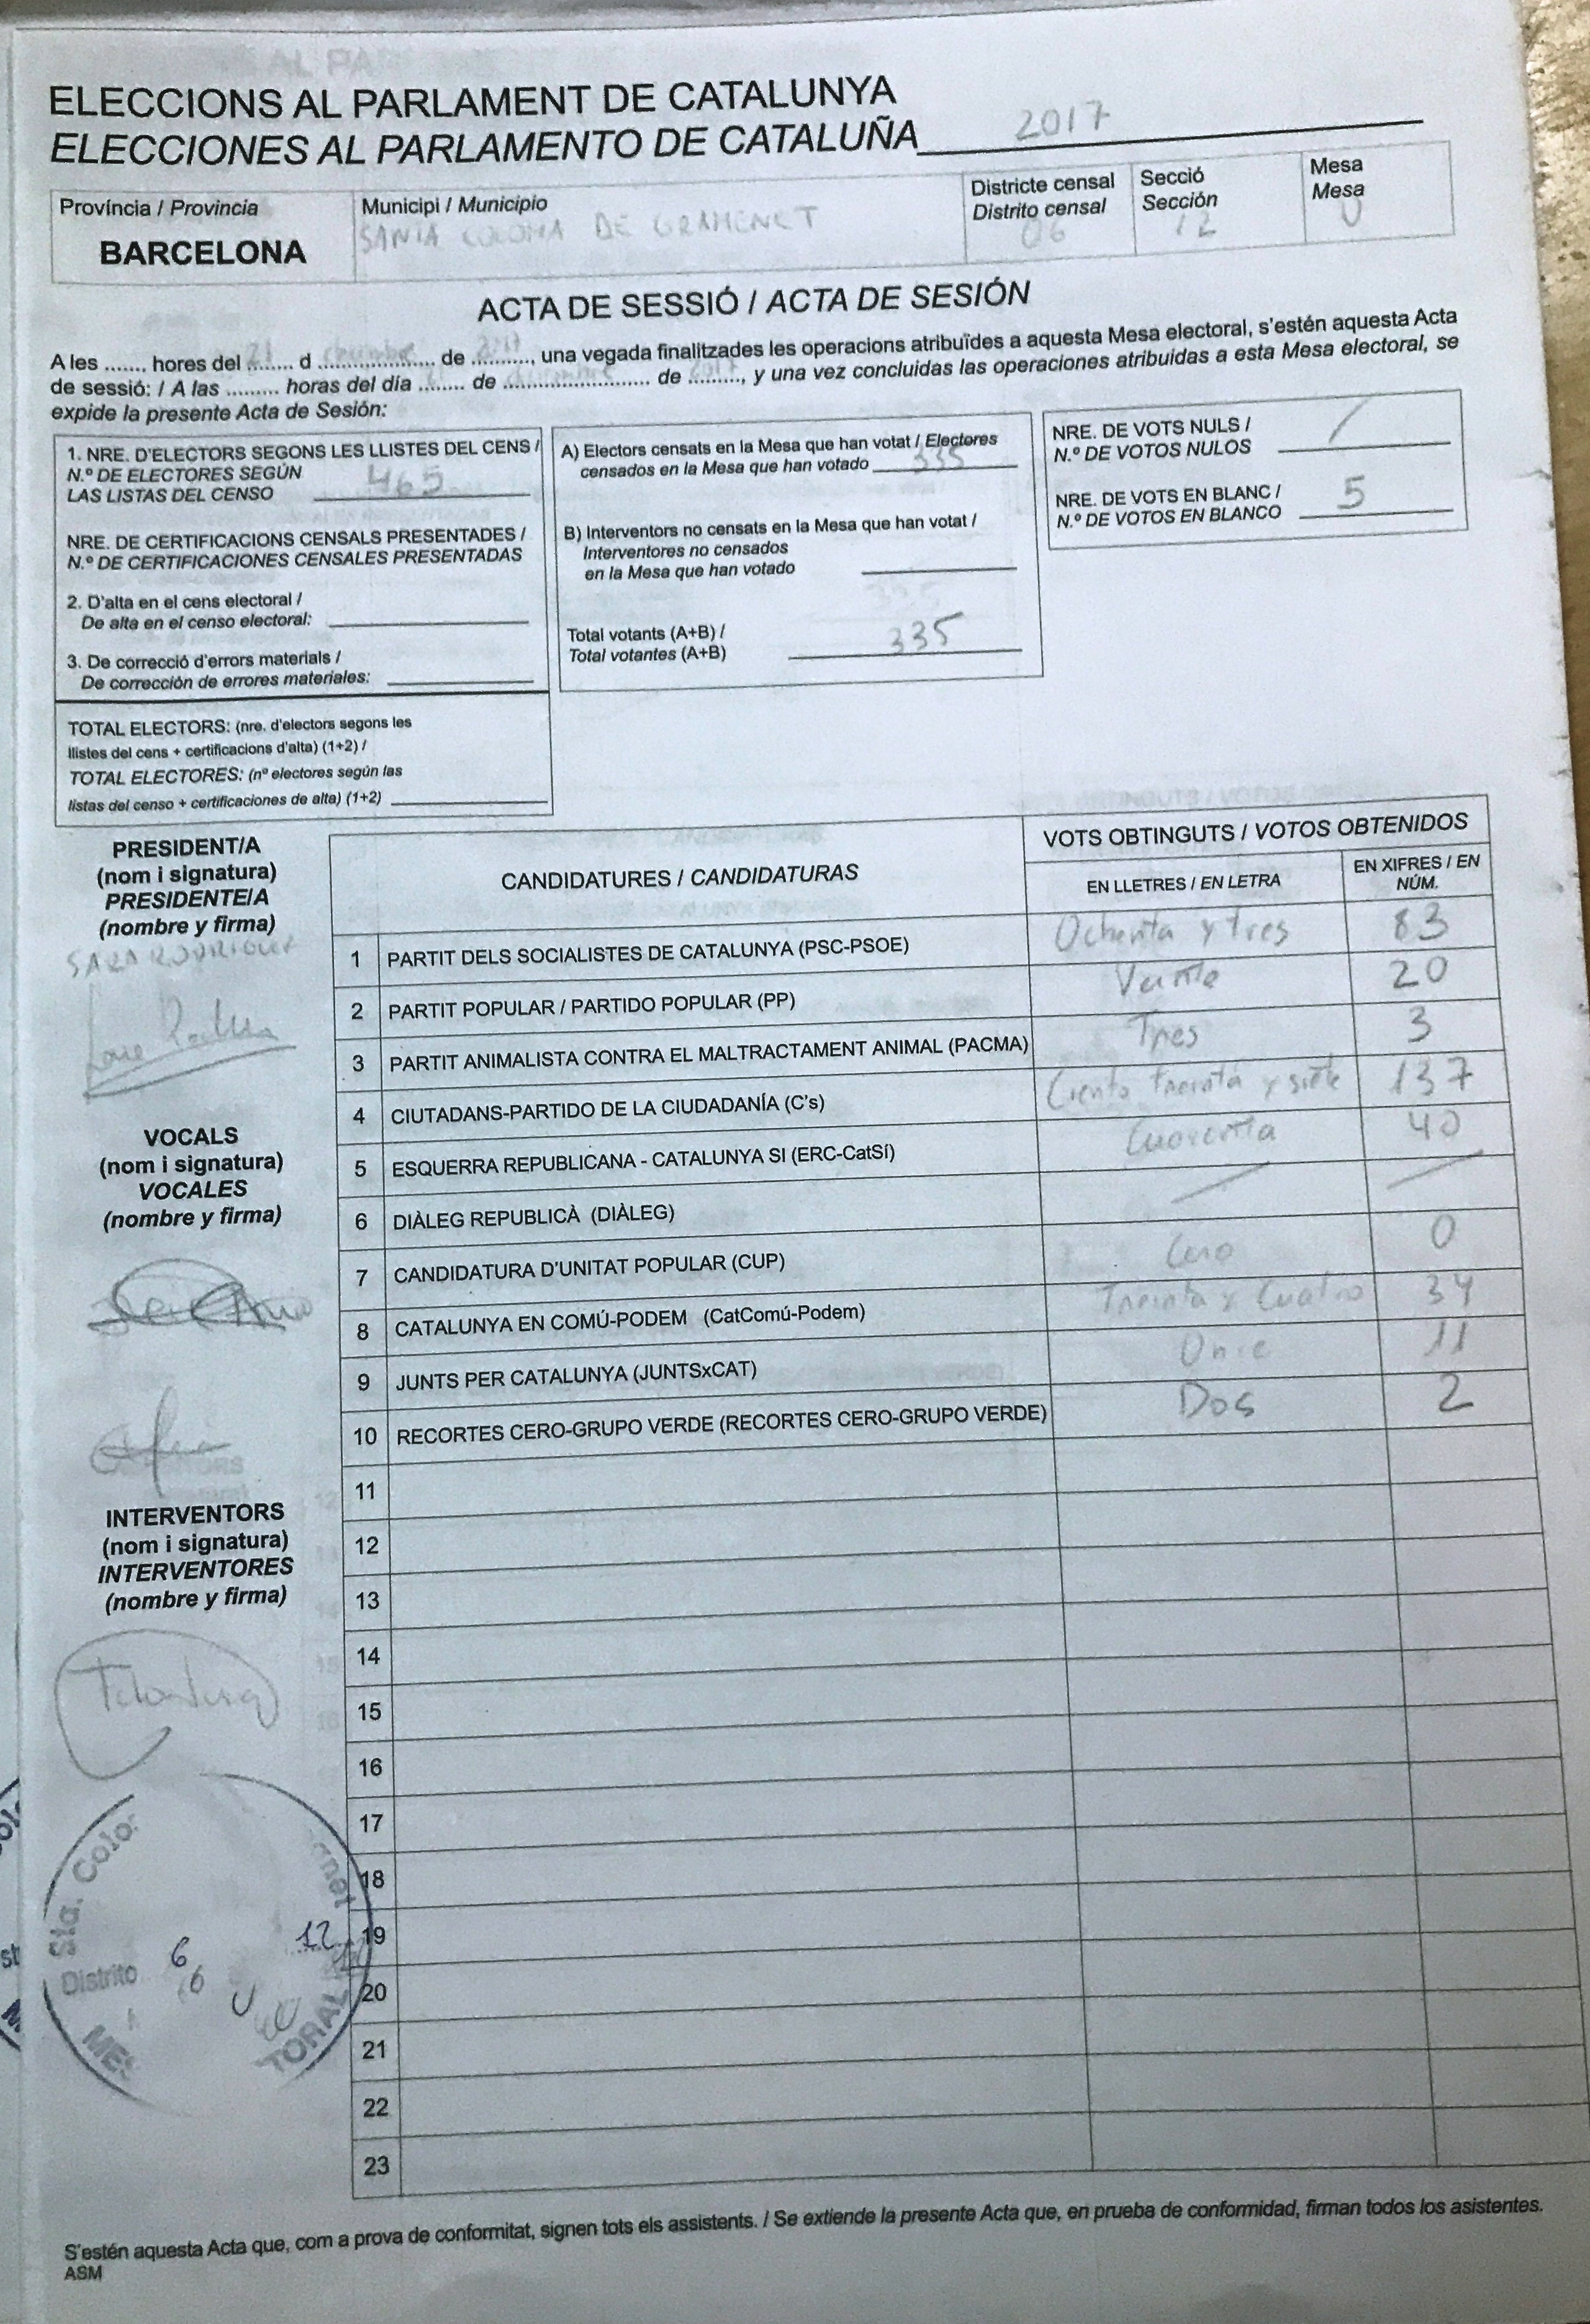 ELECCIONS AL PARLAMENT DE CATALUNYA
ELECCIONES AL PARLAMENTO DE CATALUÑA 2017
Província / Provincia
BARCELONA
Municipi / Municipio
SANTA COLOMA DE GRAMENET
Districte censal
Distrito censal
06
Secció
Sección
12
Mesa
Mesa
U
ACTA DE SESSIÓ / ACTA DE SESIÓN
A les ....... hores del 21 d diciembre de 2017, una vegada finalitzades les operacions atribuïdes a aquesta Mesa electoral, s'estén aquesta Acta
de sessió: / A las ......... horas del día ........ de diciembre de 2017, y una vez concluidas las operaciones atribuidas a esta Mesa electoral, se
expide la presente Acta de Sesión:
1. NRE. D'ELECTORS SEGONS LES LLISTES DEL CENS /
N.º DE ELECTORES SEGÚN
LAS LISTAS DEL CENSO 465
NRE. DE CERTIFICACIONS CENSALS PRESENTADES /
N.º DE CERTIFICACIONES CENSALES PRESENTADAS
2. D'alta en el cens electoral /
De alta en el censo electoral:
3. De correcció d'errors materials /
De corrección de errores materiales:
TOTAL ELECTORS: (nre. d'electors segons les
llistes del cens + certificacions d'alta) (1+2) /
TOTAL ELECTORES: (nº electores según las
listas del censo + certificaciones de alta) (1+2)
A) Electors censats en la Mesa que han votat / Electores
censados en la Mesa que han votado 335
B) Interventors no censats en la Mesa que han votat /
Interventores no censados
en la Mesa que han votado
Total votants (A+B) /
Total votantes (A+B) 335
NRE. DE VOTS NULS /
N.º DE VOTOS NULOS /
NRE. DE VOTS EN BLANC /
N.º DE VOTOS EN BLANCO 5
PRESIDENT/A
(nom i signatura)
PRESIDENTE/A
(nombre y firma)
SARA RODRIGUEZ
VOCALS
(nom i signatura)
VOCALES
(nombre y firma)
INTERVENTORS
(nom i signatura)
INTERVENTORES
(nombre y firma)
CANDIDATURES / CANDIDATURAS
VOTS OBTINGUTS / VOTOS OBTENIDOS
EN LLETRES / EN LETRA
EN XIFRES / EN
NÚM.
1 PARTIT DELS SOCIALISTES DE CATALUNYA (PSC-PSOE) Ochenta y tres 83
2 PARTIT POPULAR / PARTIDO POPULAR (PP) Veinte 20
3 PARTIT ANIMALISTA CONTRA EL MALTRACTAMENT ANIMAL (PACMA) Tres 3
4 CIUTADANS-PARTIDO DE LA CIUDADANÍA (C's) Ciento treinta y siete 137
5 ESQUERRA REPUBLICANA - CATALUNYA SI (ERC-CatSí) Cuarenta 40
6 DIÀLEG REPUBLICÀ (DIÀLEG) / /
7 CANDIDATURA D'UNITAT POPULAR (CUP) Cero 0
8 CATALUNYA EN COMÚ-PODEM (CatComú-Podem) Treinta y Cuatro 34
9 JUNTS PER CATALUNYA (JUNTSxCAT) Once 11
10 RECORTES CERO-GRUPO VERDE (RECORTES CERO-GRUPO VERDE) Dos 2
11
12
13
14
15
16
17
18
19
20
21
22
23
Sta. Colo
Distrito 6 12
6 U
TORAL
S'estén aquesta Acta que, com a prova de conformitat, signen tots els assistents. / Se extiende la presente Acta que, en prueba de conformidad, firman todos los asistentes.
ASM